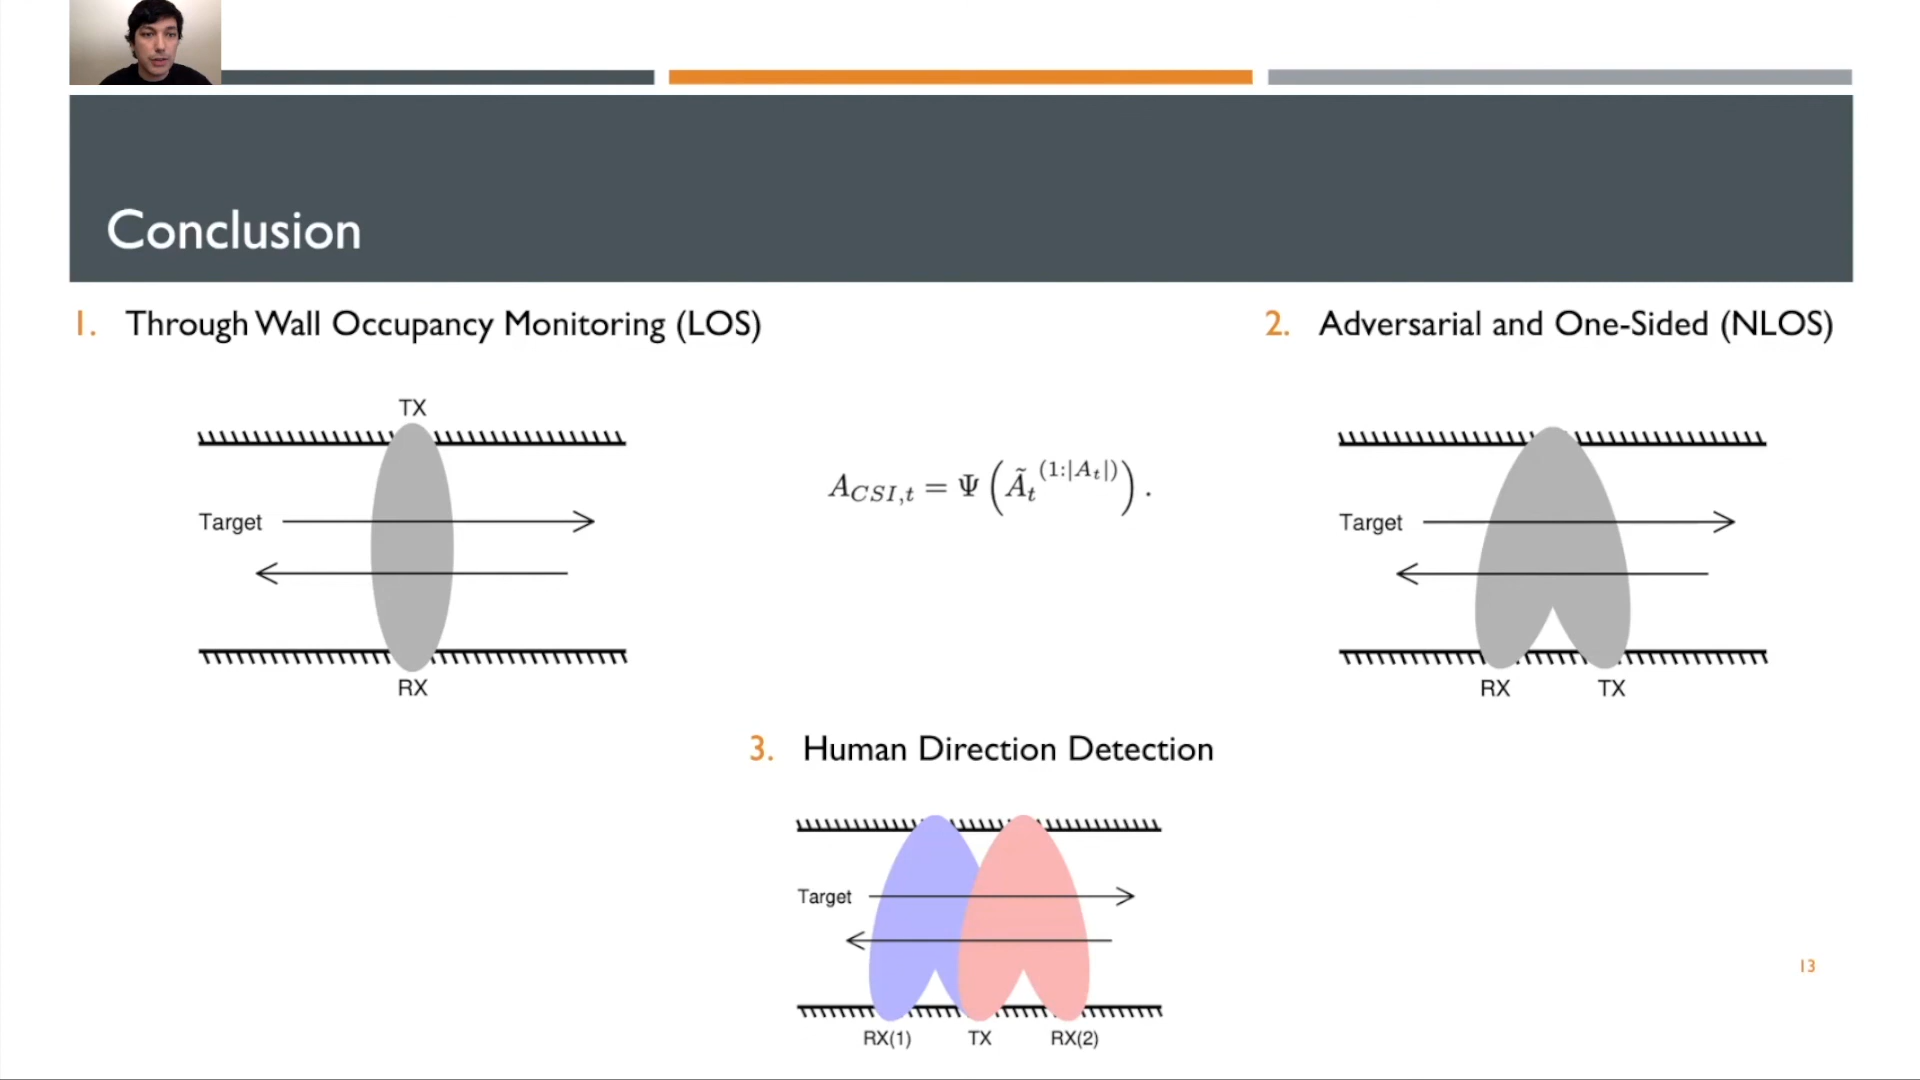 Conclusion
1. Through Wall Occupancy Monitoring (LOS)
TX
Target
RX
A_{CSI,t} = Ψ(Ã_t^{(1:|A_t|)}).
2. Adversarial and One-Sided (NLOS)
Target
RX TX
3. Human Direction Detection
Target
RX(1) TX RX(2)
13